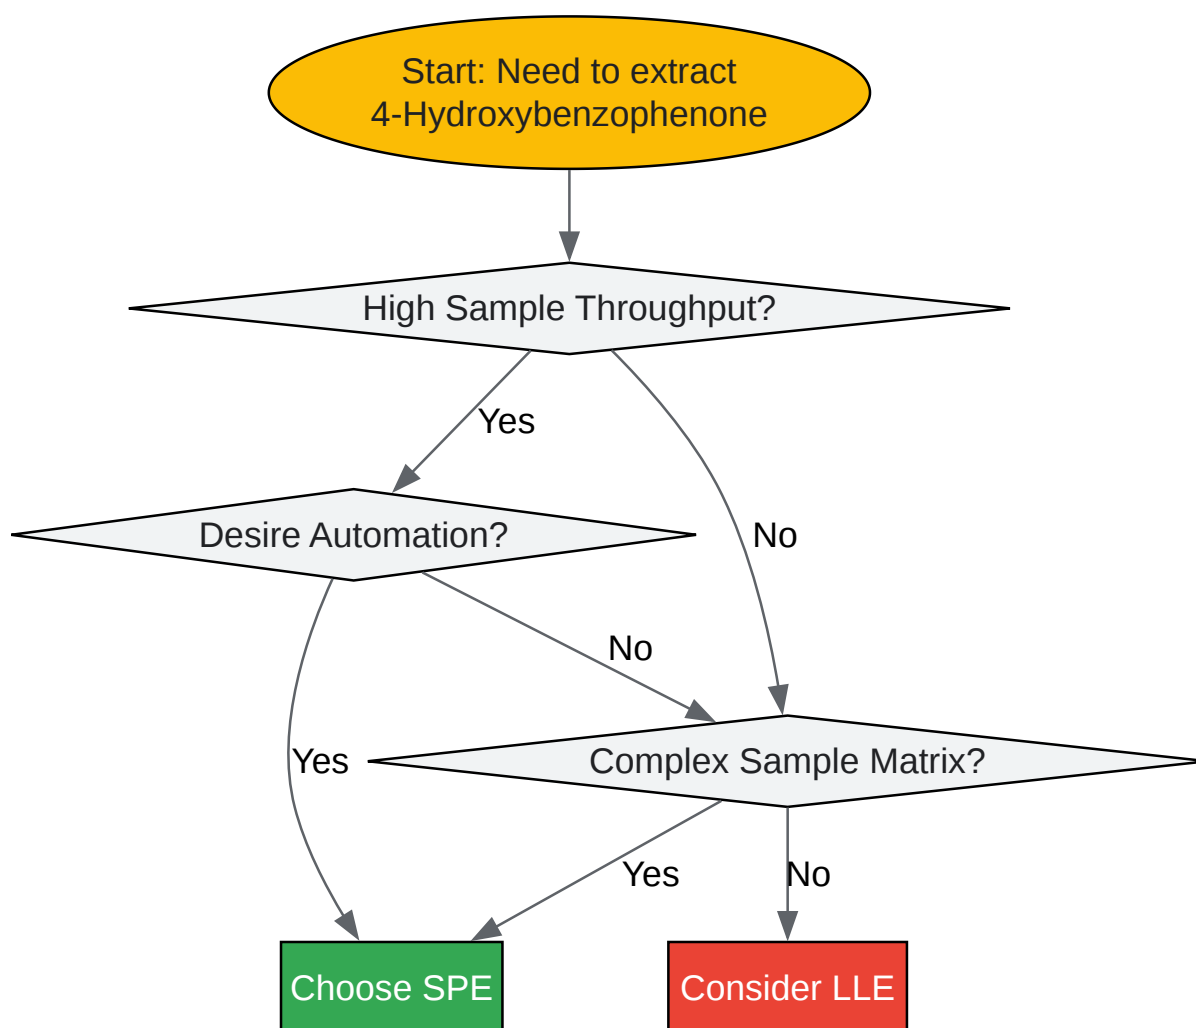 Start: Need to extract
4-Hydroxybenzophenone
High Sample Throughput?
Yes
Desire Automation?
No
No
Yes
Complex Sample Matrix?
Yes
No
Choose SPE
Consider LLE